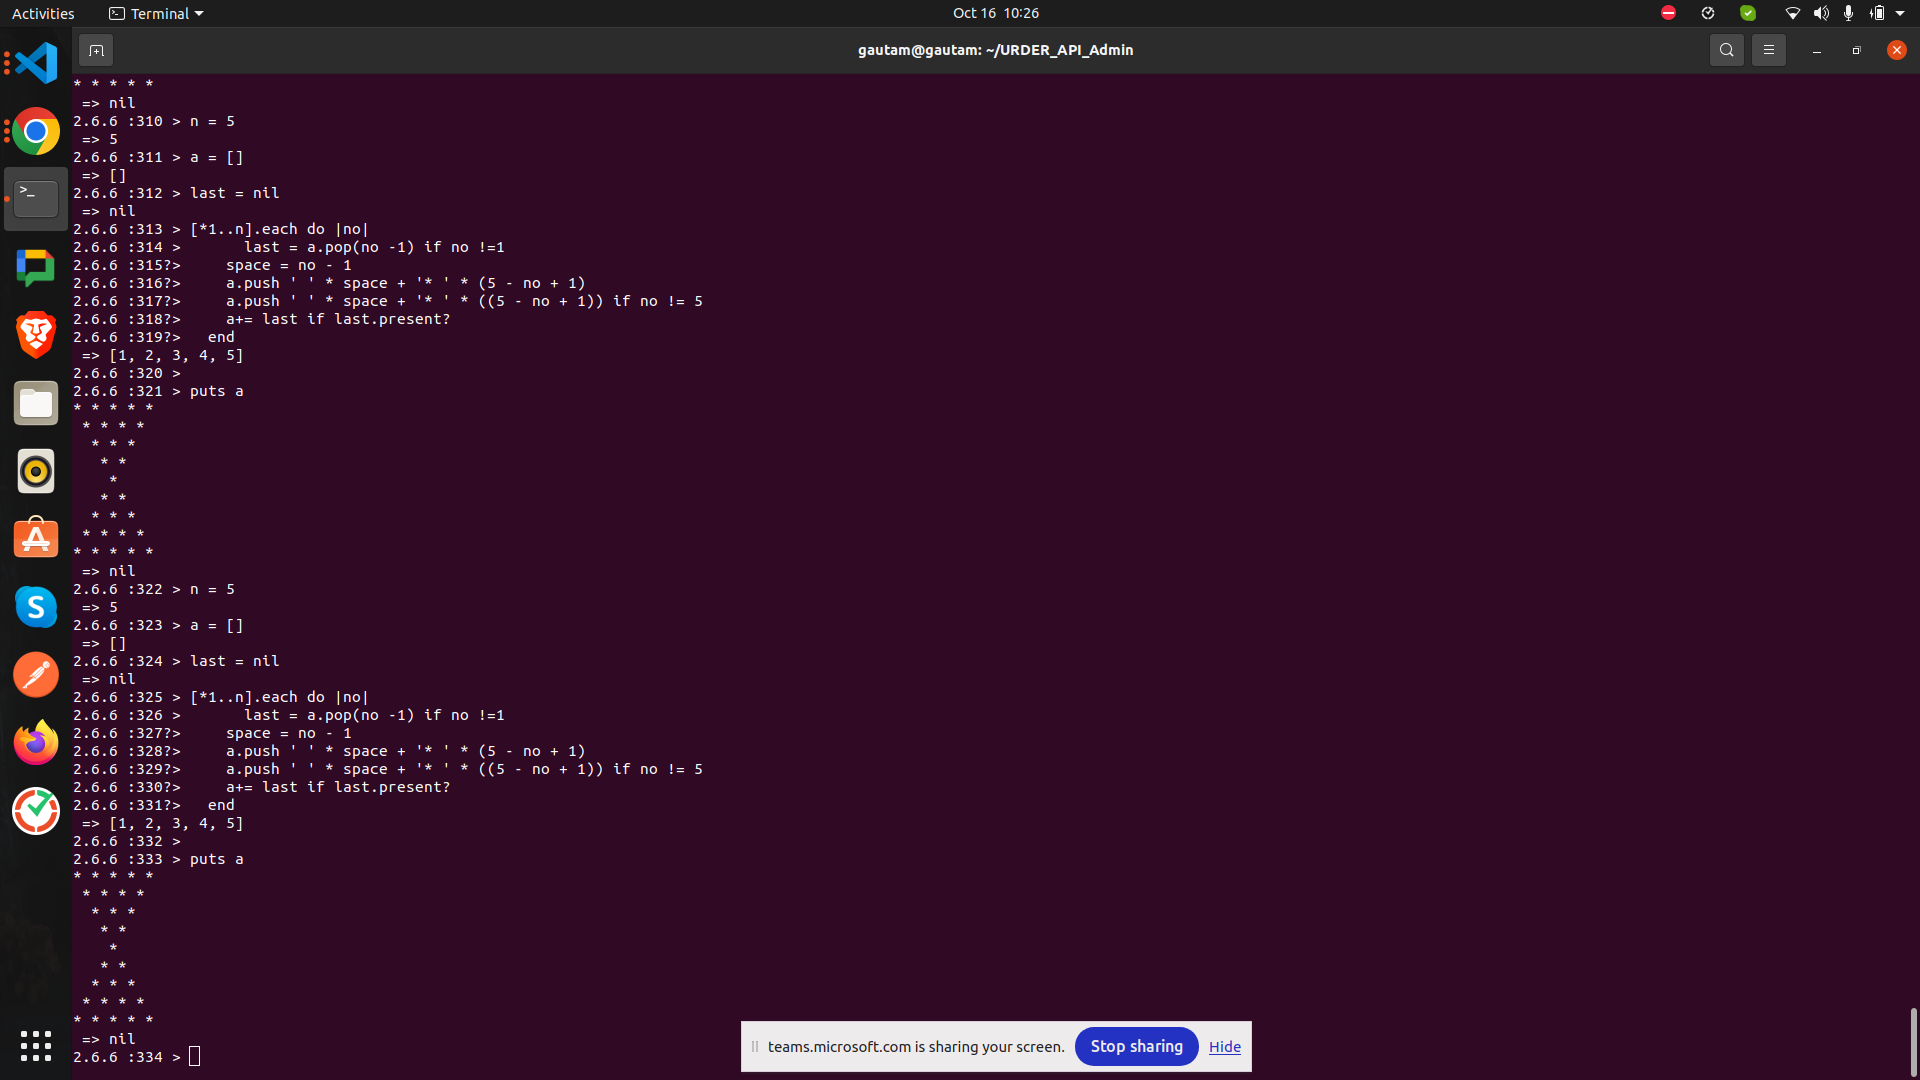 Activities Terminal Oct 16 10:26
gautam@gautam: ~/URDER_API_Admin
* * * * *
 => nil
2.6.6 :310 > n = 5
 => 5
2.6.6 :311 > a = []
 => []
2.6.6 :312 > last = nil
 => nil
2.6.6 :313 > [*1..n].each do |no|
2.6.6 :314 >       last = a.pop(no -1) if no !=1
2.6.6 :315?>     space = no - 1
2.6.6 :316?>     a.push ' ' * space + '* ' * (5 - no + 1)
2.6.6 :317?>     a.push ' ' * space + '* ' * ((5 - no + 1)) if no != 5
2.6.6 :318?>     a+= last if last.present?
2.6.6 :319?>   end
 => [1, 2, 3, 4, 5]
2.6.6 :320 >
2.6.6 :321 > puts a
* * * * *
 * * * *
  * * *
   * *
    *
   * *
  * * *
 * * * *
* * * * *
 => nil
2.6.6 :322 > n = 5
 => 5
2.6.6 :323 > a = []
 => []
2.6.6 :324 > last = nil
 => nil
2.6.6 :325 > [*1..n].each do |no|
2.6.6 :326 >       last = a.pop(no -1) if no !=1
2.6.6 :327?>     space = no - 1
2.6.6 :328?>     a.push ' ' * space + '* ' * (5 - no + 1)
2.6.6 :329?>     a.push ' ' * space + '* ' * ((5 - no + 1)) if no != 5
2.6.6 :330?>     a+= last if last.present?
2.6.6 :331?>   end
 => [1, 2, 3, 4, 5]
2.6.6 :332 >
2.6.6 :333 > puts a
* * * * *
 * * * *
  * * *
   * *
    *
   * *
  * * *
 * * * *
* * * * *
 => nil
2.6.6 :334 >
teams.microsoft.com is sharing your screen. Stop sharing Hide